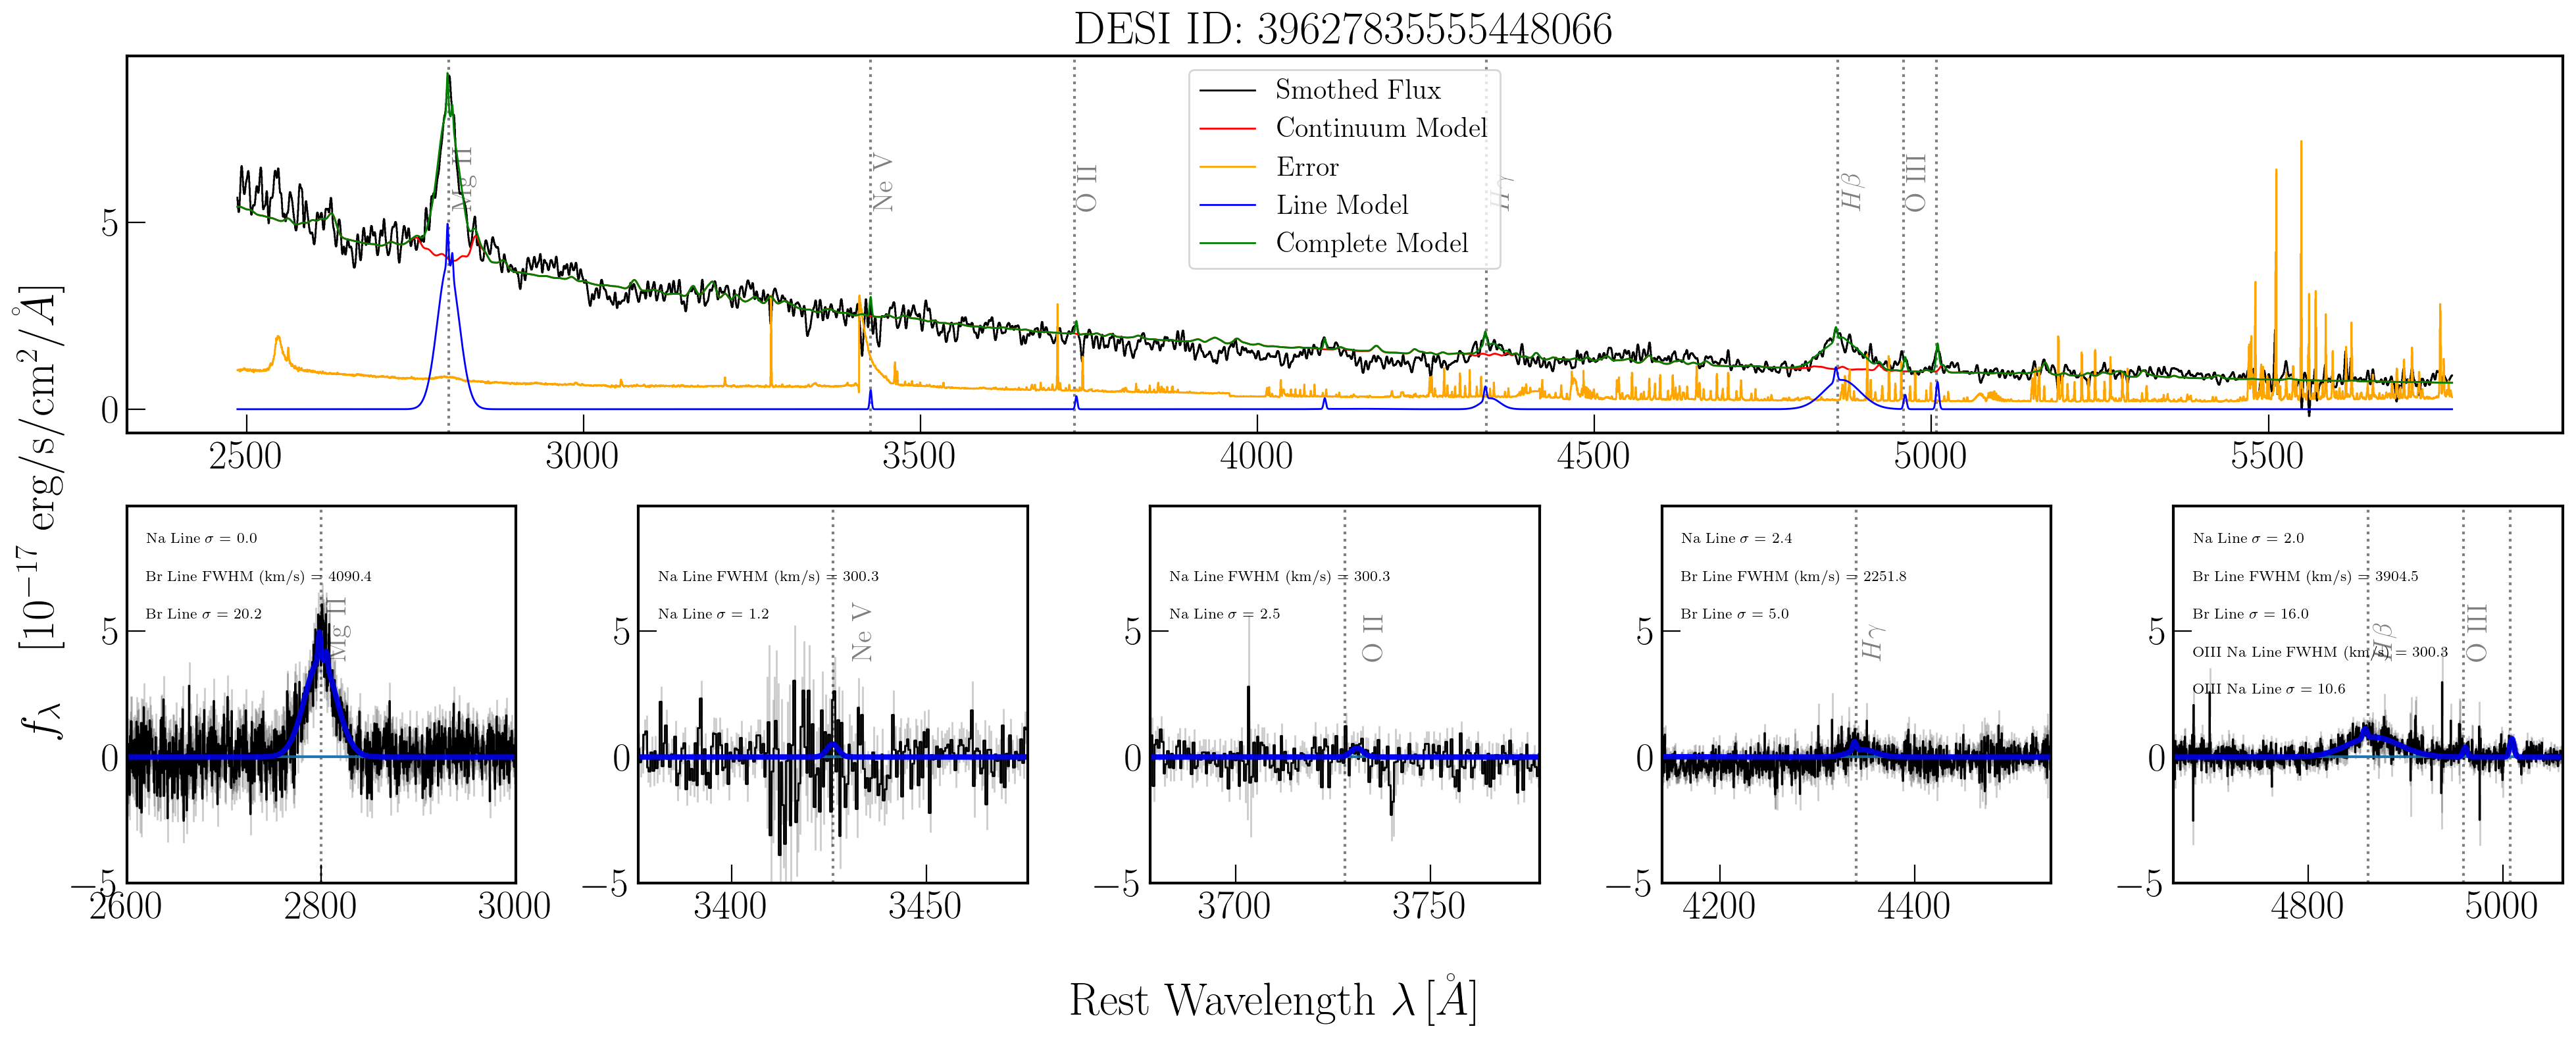 DESI ID: 39627835555448066
Smothed Flux
Continuum Model
Error
Line Model
Complete Model
Mg II
Ne V
O II
Hγ
Hβ
O III
5
0
2500
3000
3500
4000
4500
5000
5500
f_λ [10^{-17} erg/s/cm^2/Å]
Na Line σ = 0.0
Br Line FWHM (km/s) = 4090.4
Br Line σ = 20.2
Mg II
5
0
−5
2600
2800
3000
Na Line FWHM (km/s) = 300.3
Na Line σ = 1.2
Ne V
5
0
−5
3400
3450
Na Line FWHM (km/s) = 300.3
Na Line σ = 2.5
O II
5
0
−5
3700
3750
Na Line σ = 2.4
Br Line FWHM (km/s) = 2251.8
Br Line σ = 5.0
Hγ
5
0
−5
4200
4400
Na Line σ = 2.0
Br Line FWHM (km/s) = 3904.5
Br Line σ = 16.0
OIII Na Line FWHM (km/s) = 300.3
OIII Na Line σ = 10.6
Hβ
O III
5
0
−5
4800
5000
Rest Wavelength λ [Å]